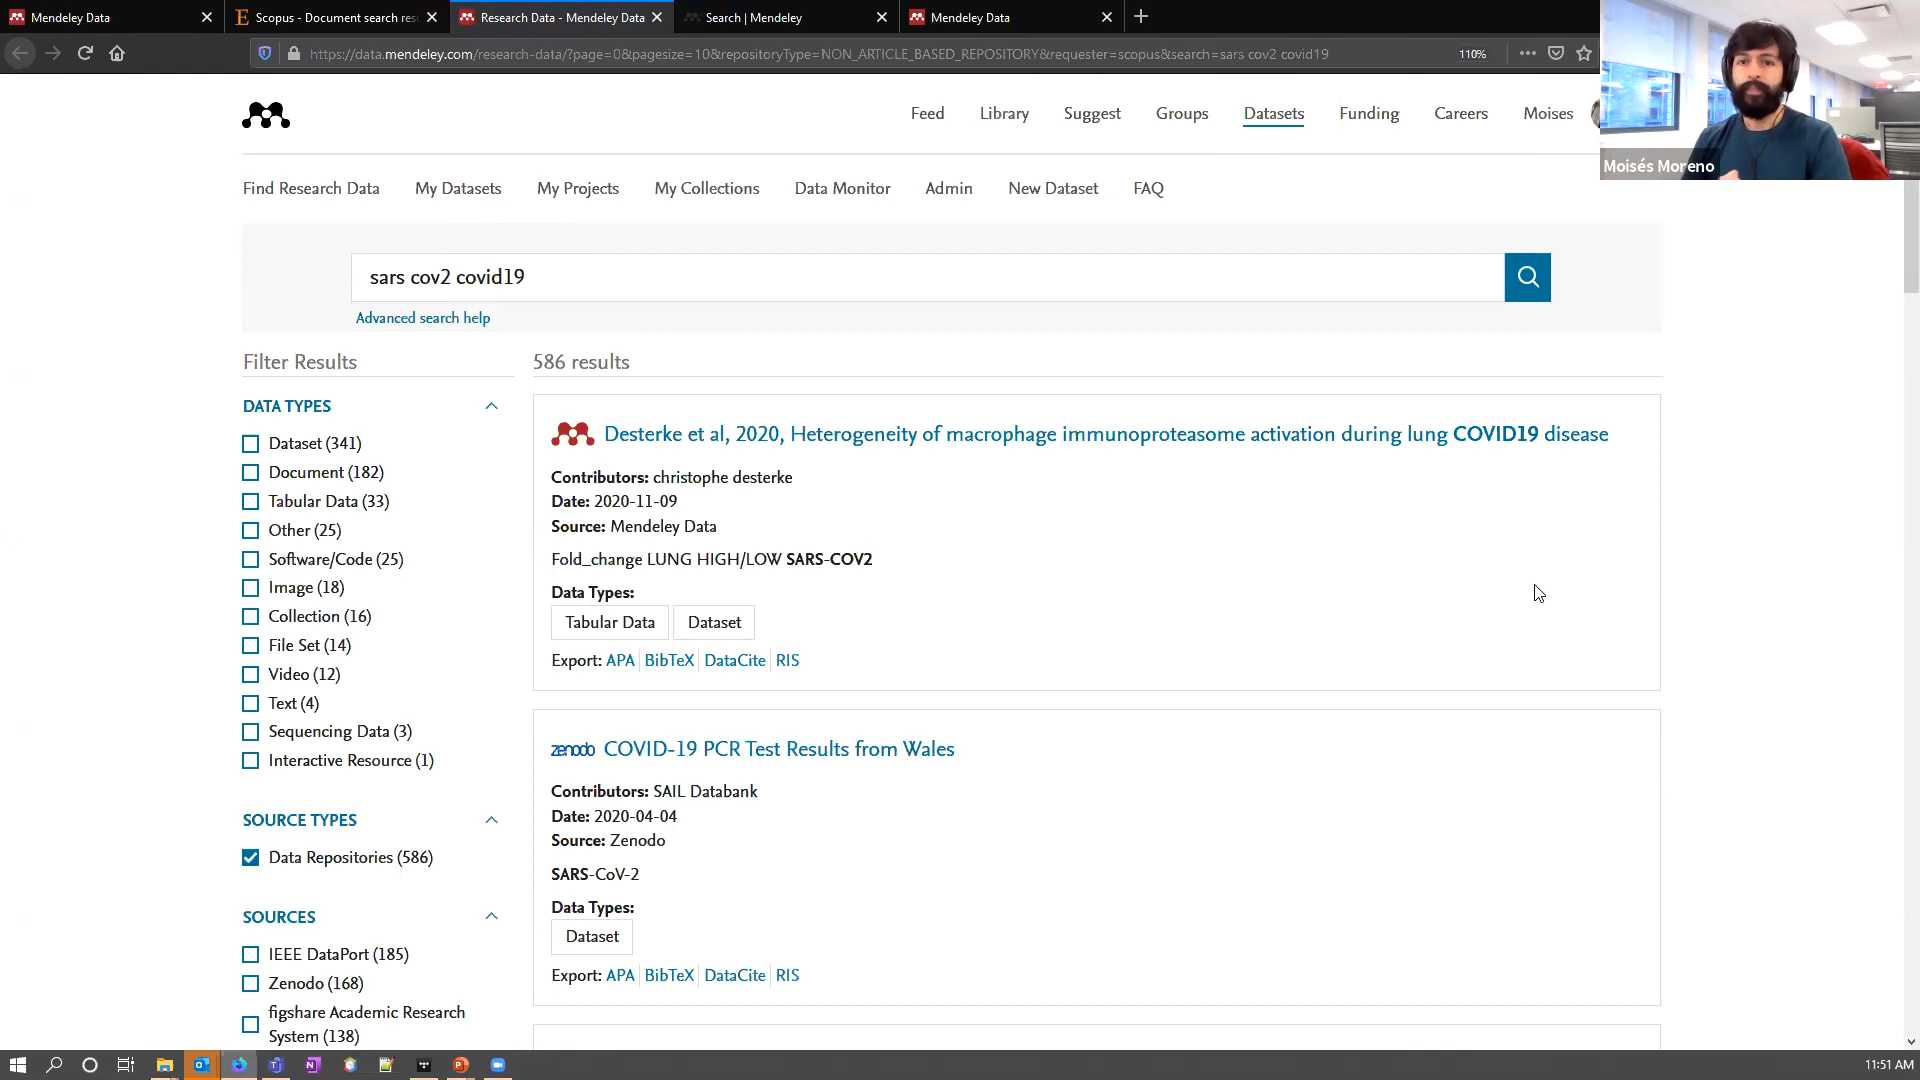 Mendeley Data
Scopus - Document search res
Research Data - Mendeley Data
Search | Mendeley
Mendeley Data
https://data.mendeley.com/research-data/?page=0&pagesize=10&repositoryType=NON_ARTICLE_BASED_REPOSITORY&requester=scopus&search=sars cov2 covid19
110%
Moisés Moreno
Feed Library Suggest Groups Datasets Funding Careers Moises
Find Research Data My Datasets My Projects My Collections Data Monitor Admin New Dataset FAQ
sars cov2 covid19
Advanced search help
Filter Results
DATA TYPES
Dataset (341)
Document (182)
Tabular Data (33)
Other (25)
Software/Code (25)
Image (18)
Collection (16)
File Set (14)
Video (12)
Text (4)
Sequencing Data (3)
Interactive Resource (1)
SOURCE TYPES
Data Repositories (586)
SOURCES
IEEE DataPort (185)
Zenodo (168)
figshare Academic Research
System (138)
586 results
Desterke et al, 2020, Heterogeneity of macrophage immunoproteasome activation during lung COVID19 disease
Contributors: christophe desterke
Date: 2020-11-09
Source: Mendeley Data
Fold_change LUNG HIGH/LOW SARS-COV2
Data Types:
Tabular Data Dataset
Export: APA BibTeX DataCite RIS
zenodo COVID-19 PCR Test Results from Wales
Contributors: SAIL Databank
Date: 2020-04-04
Source: Zenodo
SARS-CoV-2
Data Types:
Dataset
Export: APA BibTeX DataCite RIS
11:51 AM